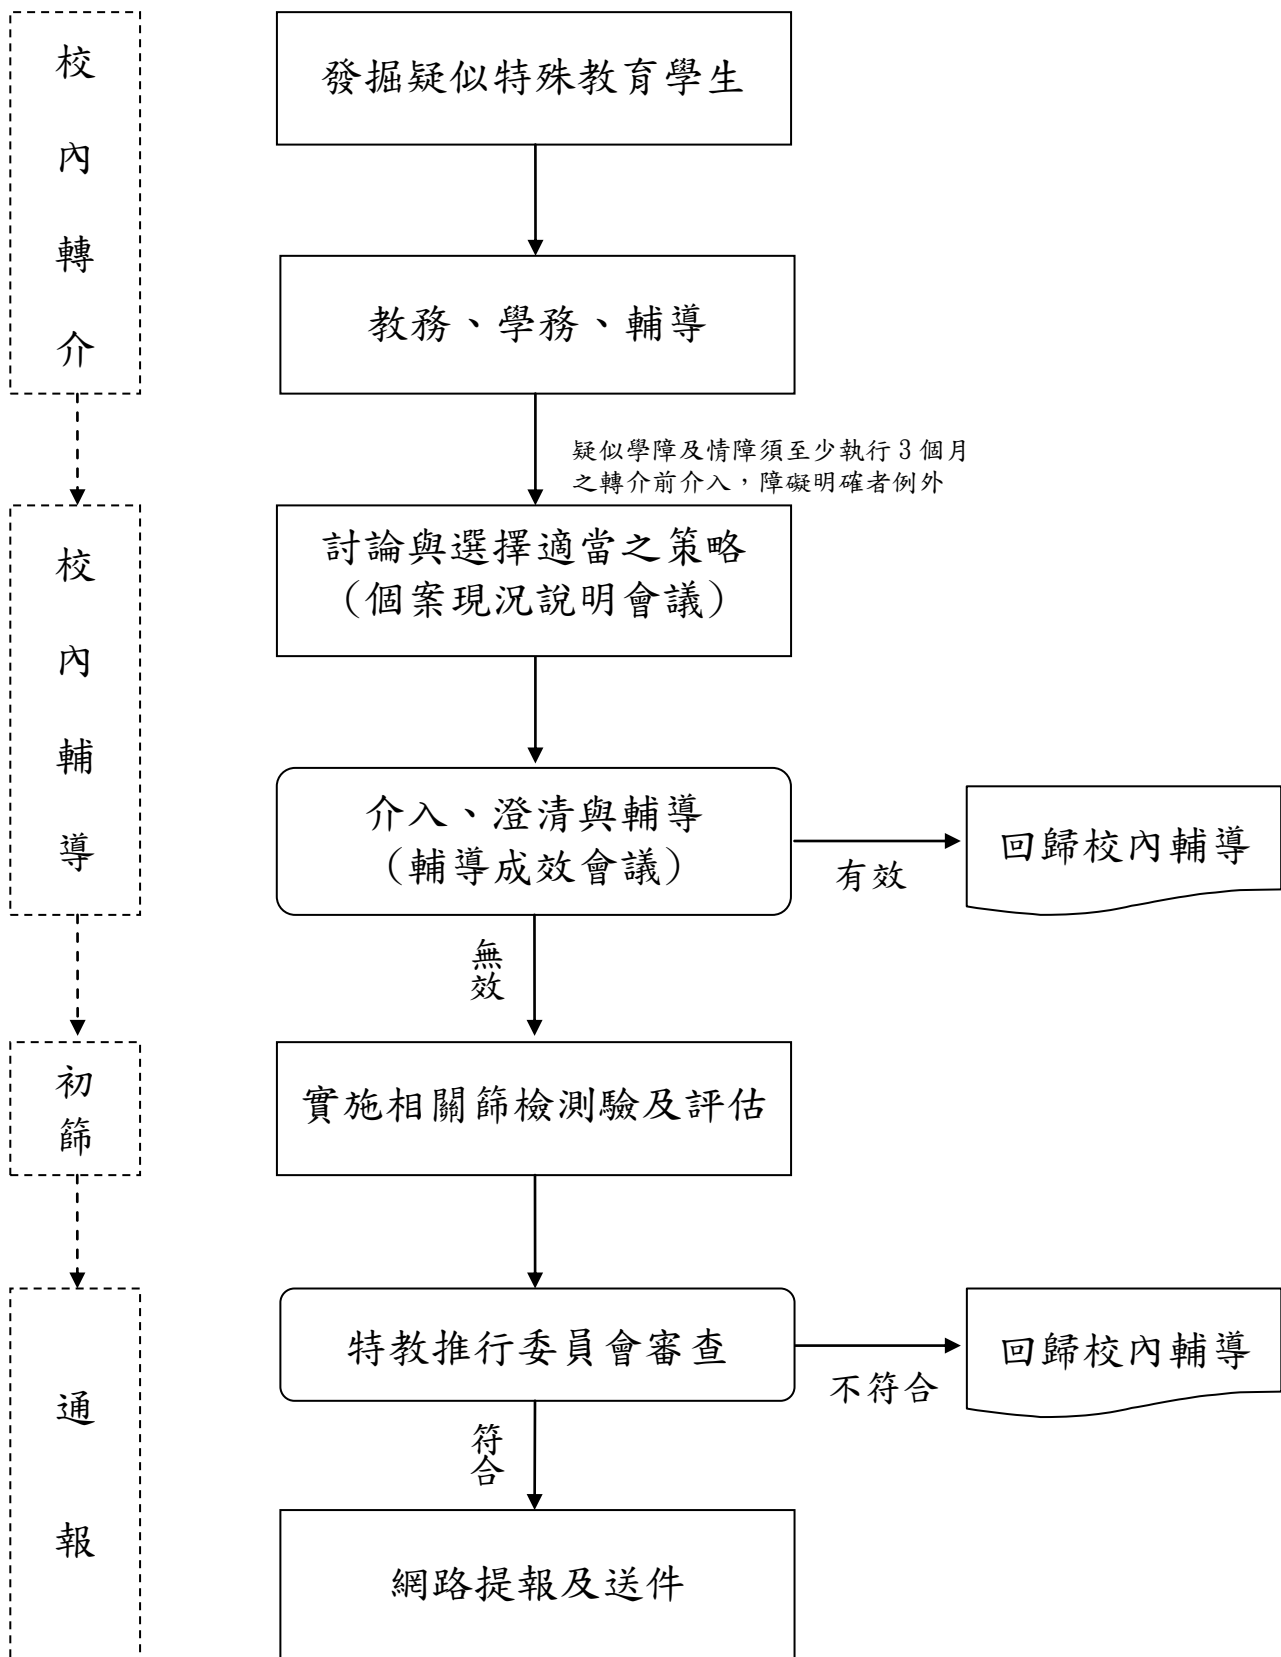 校內轉介
發掘疑似特殊教育學生
教務、學務、輔導
疑似學障及情障須至少執行3個月
之轉介前介入，障礙明確者例外
校內輔導
討論與選擇適當之策略
（個案現況說明會議）
介入、澄清與輔導
（輔導成效會議）
有效
回歸校內輔導
無效
初篩
實施相關篩檢測驗及評估
通報
特教推行委員會審查
不符合
回歸校內輔導
符合
網路提報及送件